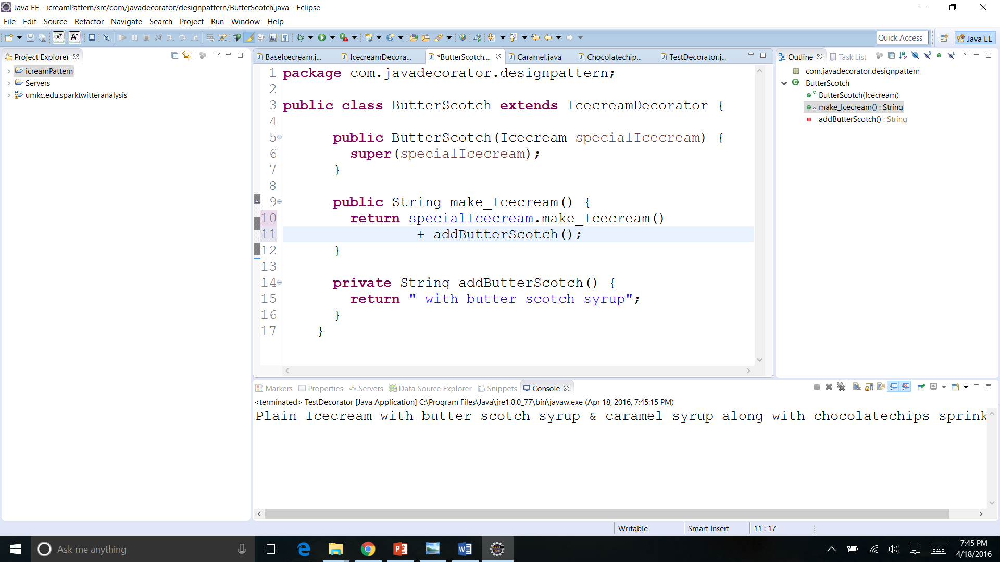 Java EE - icreamPattern/src/com/javadecorator/designpattern/ButterScotch.java - Eclipse
File Edit Source Refactor Navigate Search Project Run Window Help
Quick Access
Java EE
Project Explorer
icreamPattern
Servers
umkc.edu.sparktwitteranalysis
BaseIcecream.j... IcecreamDecora... *ButterScotch.... Caramel.java Chocolatechip... TestDecorator.j...
1 package com.javadecorator.designpattern;
2
3 public class ButterScotch extends IcecreamDecorator {
4
5 public ButterScotch(Icecream specialIcecream) {
6 super(specialIcecream);
7 }
8
9 public String make_Icecream() {
10 return specialIcecream.make_Icecream()
11 + addButterScotch();
12 }
13
14 private String addButterScotch() {
15 return " with butter scotch syrup";
16 }
17 }
Outline Task List
com.javadecorator.designpattern
ButterScotch
ButterScotch(Icecream)
make_Icecream() : String
addButterScotch() : String
Markers Properties Servers Data Source Explorer Snippets Console
<terminated> TestDecorator [Java Application] C:\Program Files\Java\jre1.8.0_77\bin\javaw.exe (Apr 18, 2016, 7:45:15 PM)
Plain Icecream with butter scotch syrup & caramel syrup along with chocolatechips sprink
Writable Smart Insert 11 : 17
Ask me anything
7:45 PM
4/18/2016